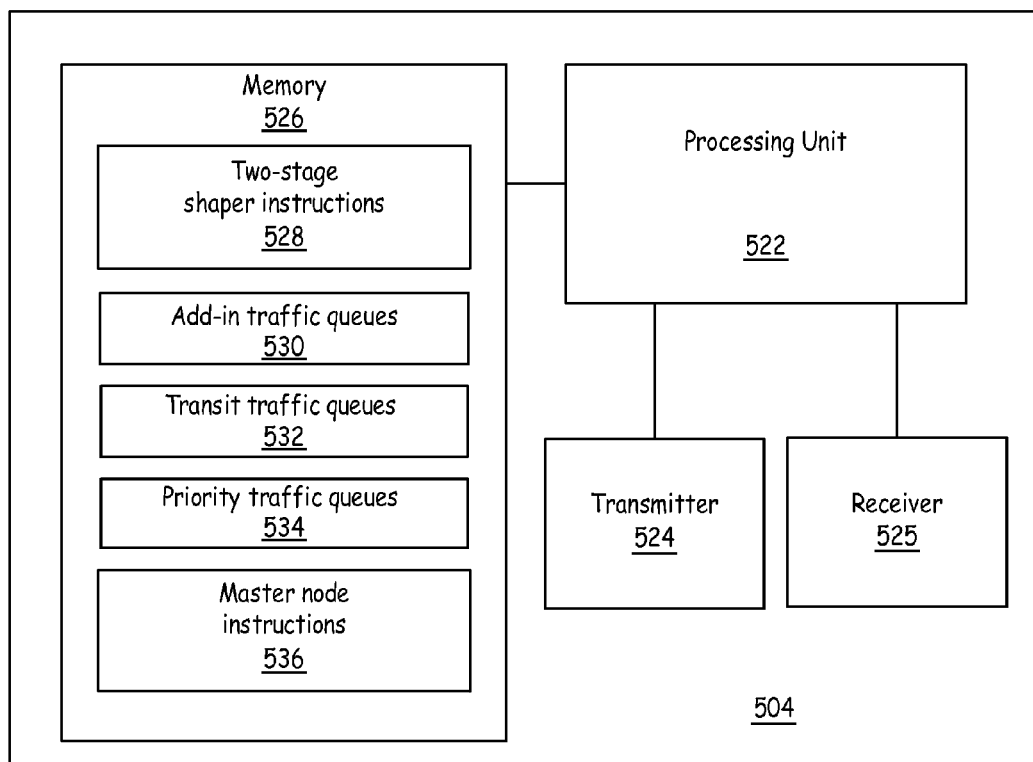 Memory
526
Two-stage
shaper instructions
528
Add-in traffic queues
530
Transit traffic queues
532
Priority traffic queues
534
Master node
instructions
536
Processing Unit
522
Transmitter
524
Receiver
525
504